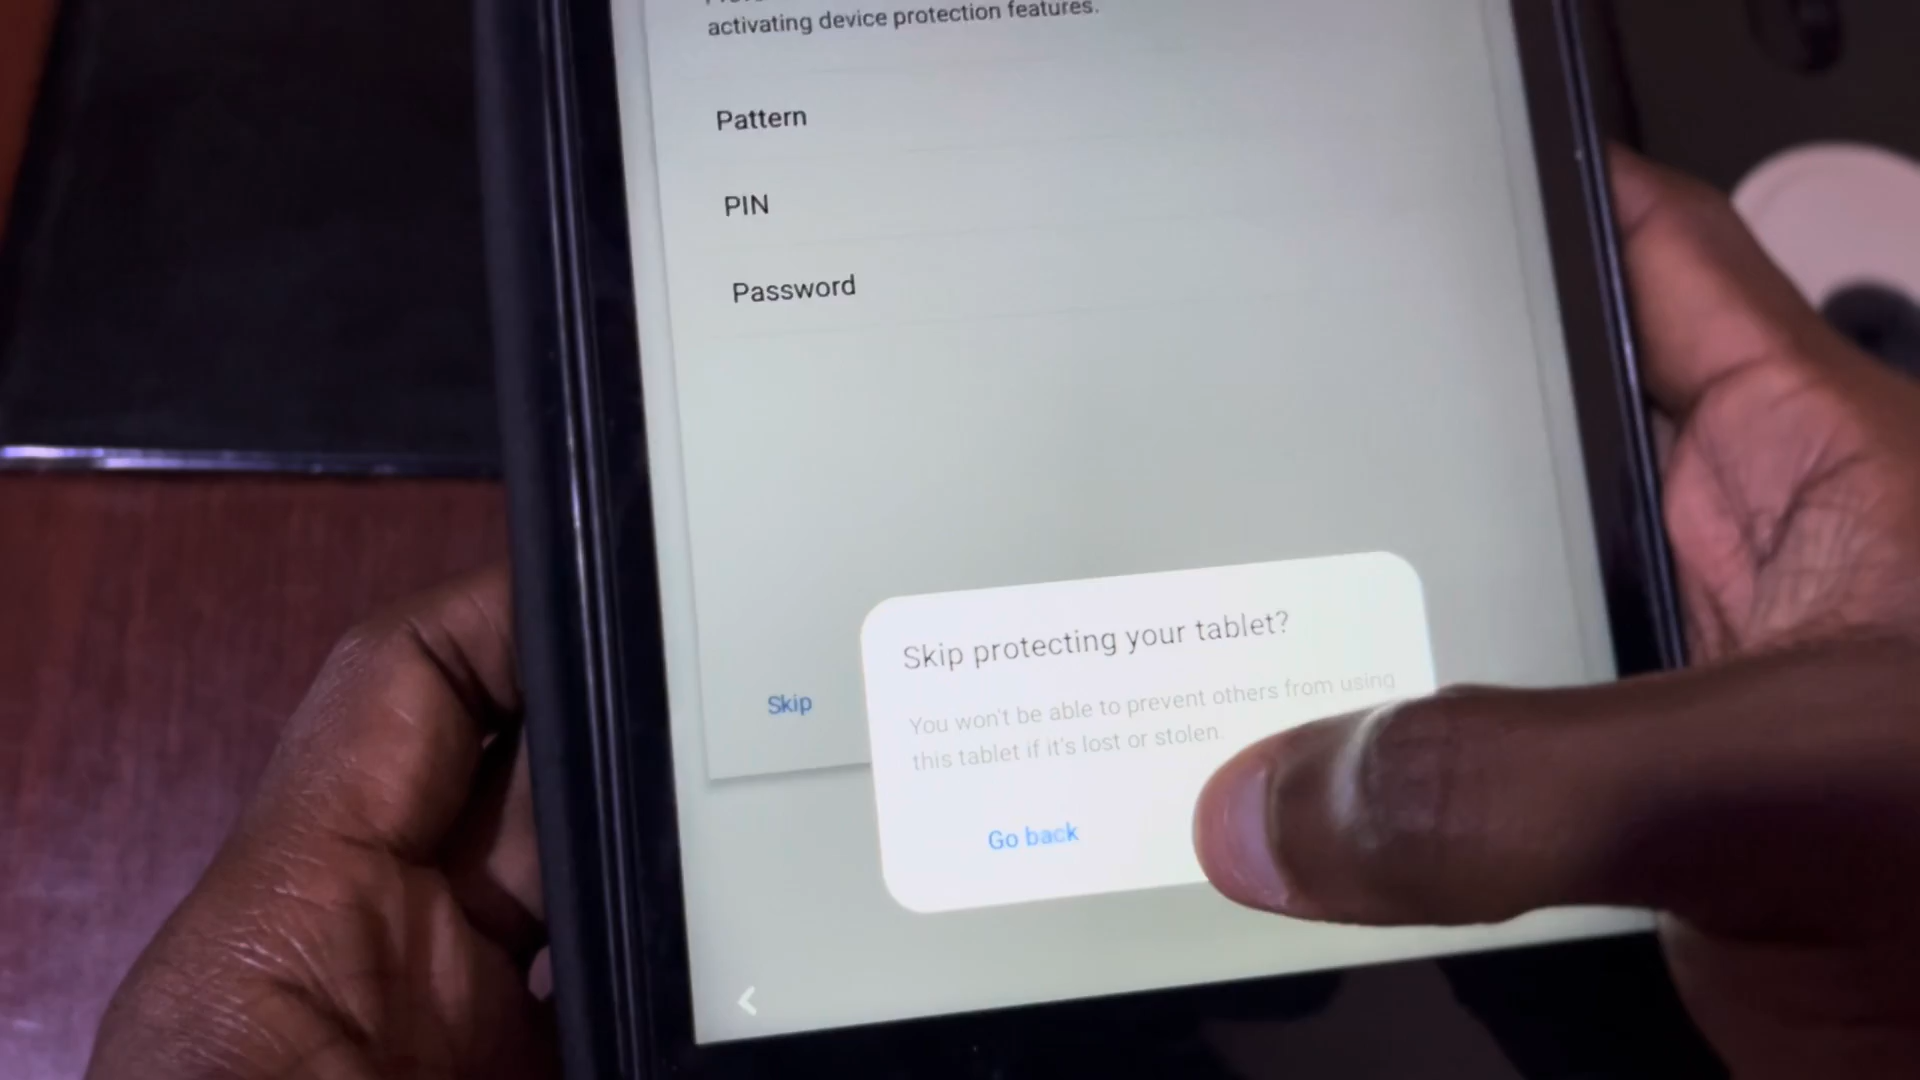 activating device protection features.
Pattern
PIN
Password
Skip protecting your tablet?
You won't be able to prevent others from using
this tablet if it's lost or stolen.
Skip
Go back